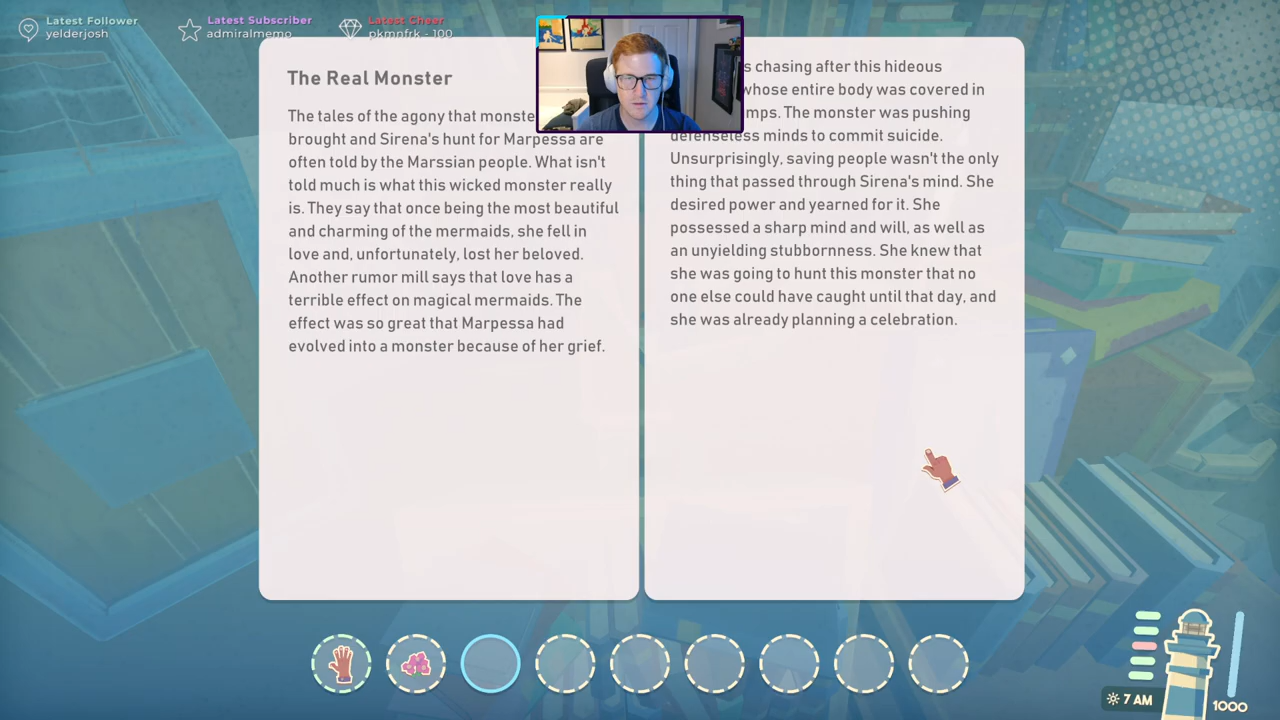 Latest Follower
yelderjosh
Latest Subscriber
admiralmemo
Latest Cheer
pkmnfrk - 100
The Real Monster
The tales of the agony that
brought and Sirena's hunt for Marpessa are
often told by the Marssian people. What isn't
told much is what this wicked monster really
is. They say that once being the most beautiful
and charming of the mermaids, she fell in
love and, unfortunately, lost her beloved.
Another rumor mill says that love has a
terrible effect on magical mermaids. The
effect was so great that Marpessa had
evolved into a monster because of her grief.
chasing after this hideous
whose entire body was covered in
The monster was pushing
defenseless minds to commit suicide.
Unsurprisingly, saving people wasn't the only
thing that passed through Sirena's mind. She
desired power and yearned for it. She
possessed a sharp mind and will, as well as
an unyielding stubbornness. She knew that
she was going to hunt this monster that no
one else could have caught until that day, and
she was already planning a celebration.
7 AM
1000